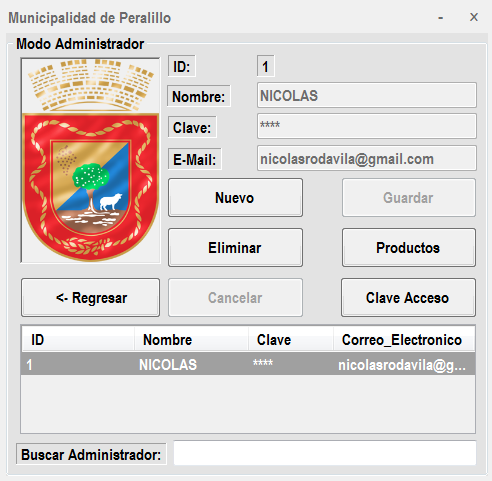 Municipalidad de Peralillo
Modo Administrador
ID: 1
Nombre: NICOLAS
Clave: ****
E-Mail: nicolasrodavila@gmail.com
Nuevo Guardar
Eliminar Productos
<- Regresar Cancelar Clave Acceso
ID Nombre Clave Correo_Electronico
1 NICOLAS **** nicolasrodavila@g...
Buscar Administrador: